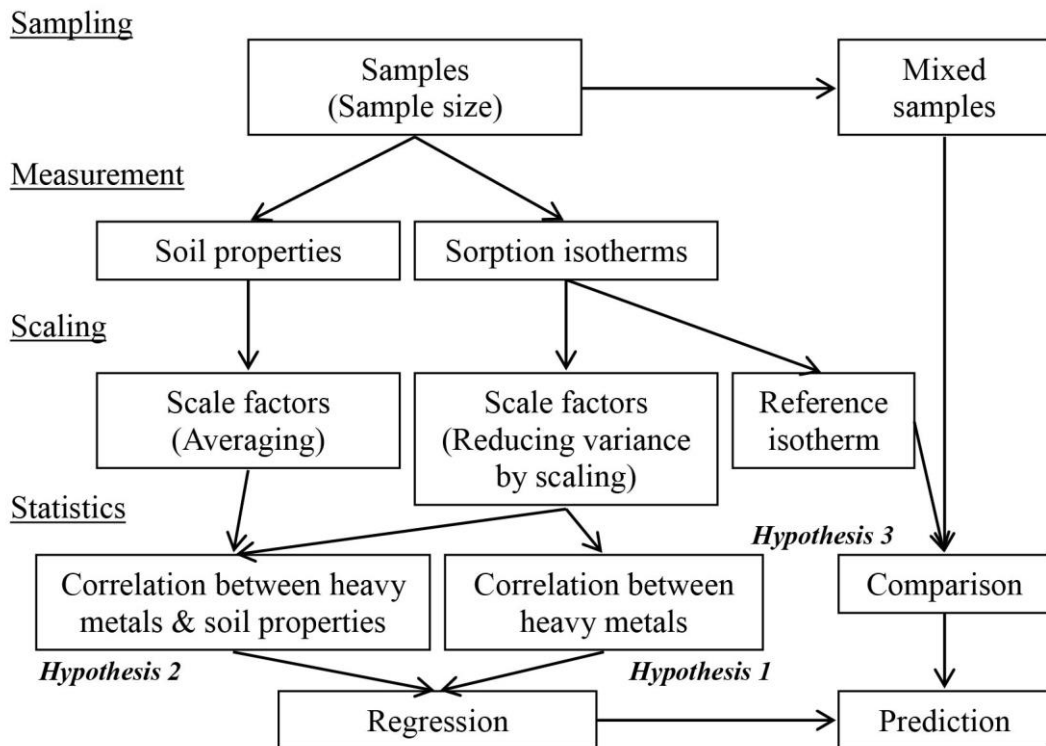 Sampling
Samples
(Sample size)
Mixed
samples
Measurement
Soil properties
Sorption isotherms
Scaling
Scale factors
(Averaging)
Scale factors
(Reducing variance
by scaling)
Reference
isotherm
Statistics
Hypothesis 3
Correlation between heavy
metals & soil properties
Correlation between
heavy metals
Comparison
Hypothesis 2
Hypothesis 1
Regression
Prediction